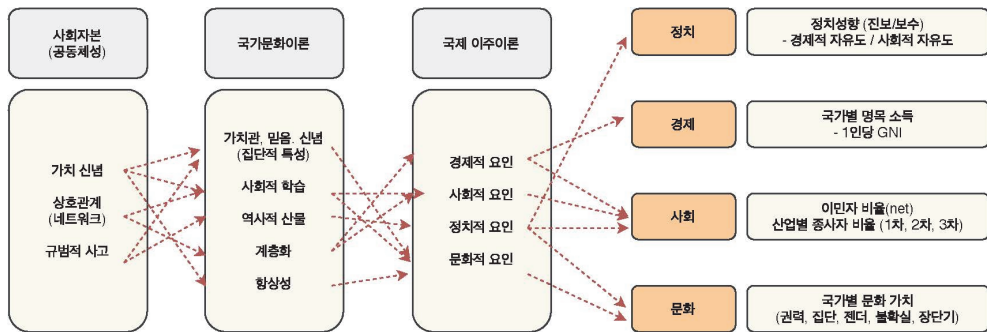 사회자본
(공동체성)
국가문화이론
국제 이주이론
가치 신념
상호관계
(네트워크)
규범적 사고
가치관, 믿음. 신념
(집단적 특성)
사회적 학습
역사적 산물
계층화
항상성
경제적 요인
사회적 요인
정치적 요인
문화적 요인
정치
정치성향 (진보/보수)
- 경제적 자유도 / 사회적 자유도
경제
국가별 명목 소득
- 1인당 GNI
사회
이민자 비율(net)
산업별 종사자 비율 (1차, 2차, 3차)
문화
국가별 문화 가치
(권력, 집단, 젠더, 불확실, 장단기)